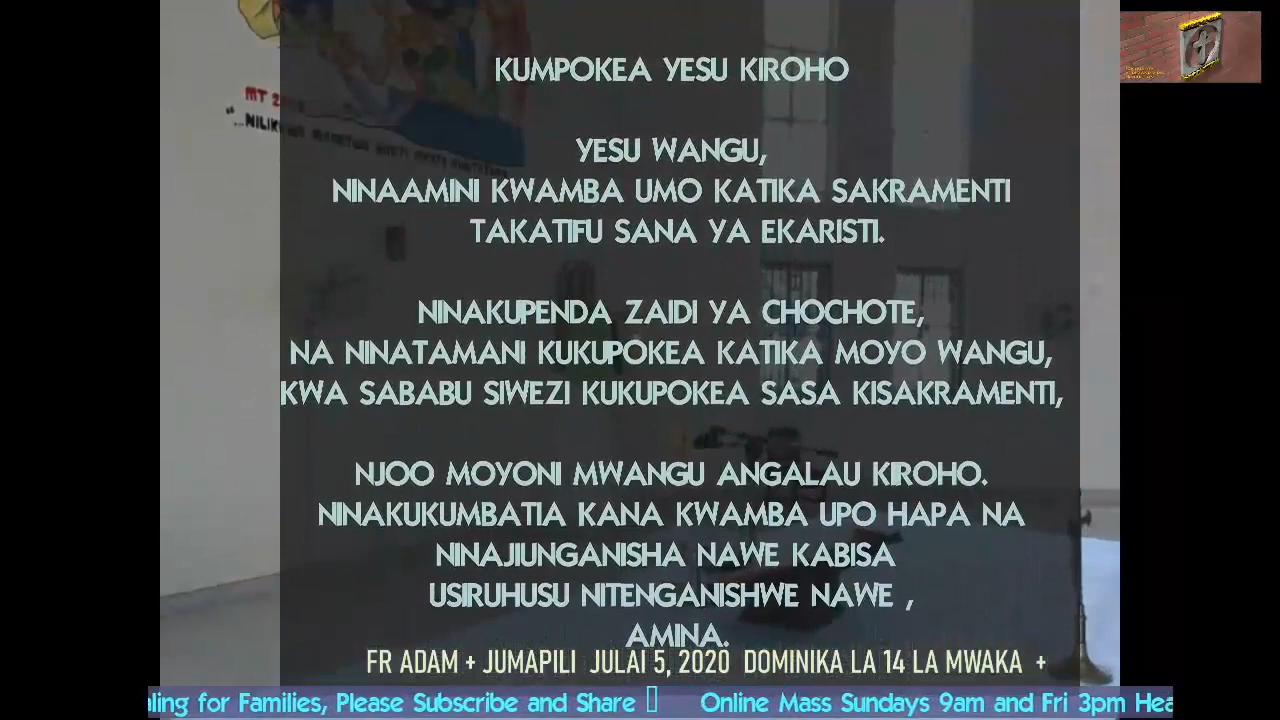 KUMPOKEA YESU KIROHO
YESU WANGU,
NINAAMINI KWAMBA UMO KATIKA SAKRAMENTI
TAKATIFU SANA YA EKARISTI.
NINAKUPENDA ZAIDI YA CHOCHOTE,
NA NINATAMANI KUKUPOKEA KATIKA MOYO WANGU,
KWA SABABU SIWEZI KUKUPOKEA SASA KISAKRAMENTI,
NJOO MOYONI MWANGU ANGALAU KIROHO.
NINAKUKUMBATIA KANA KWAMBA UPO HAPA NA
NINAJIUNGANISHA NAWE KABISA
USIRUHUSU NITENGANISHWE NAWE ,
AMINA.
FR ADAM + JUMAPILI JULAI 5, 2020 DOMINIKA LA 14 LA MWAKA +
aling for Families, Please Subscribe and Share Online Mass Sundays 9am and Fri 3pm Hea
MT